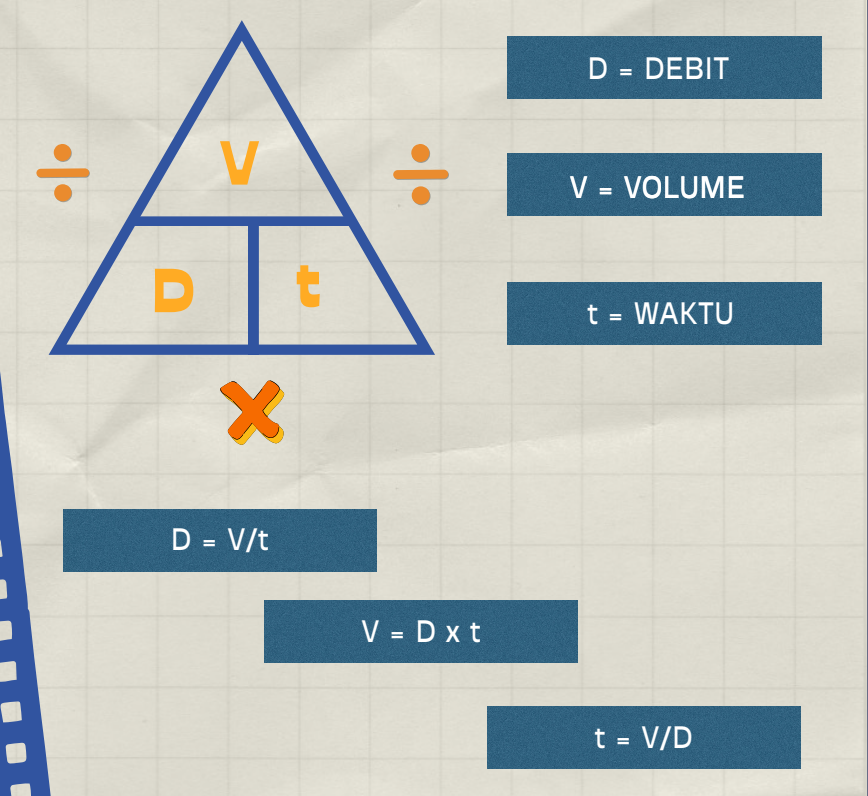 V
D t
D = DEBIT
V = VOLUME
t = WAKTU
D = V/t
V = D x t
t = V/D